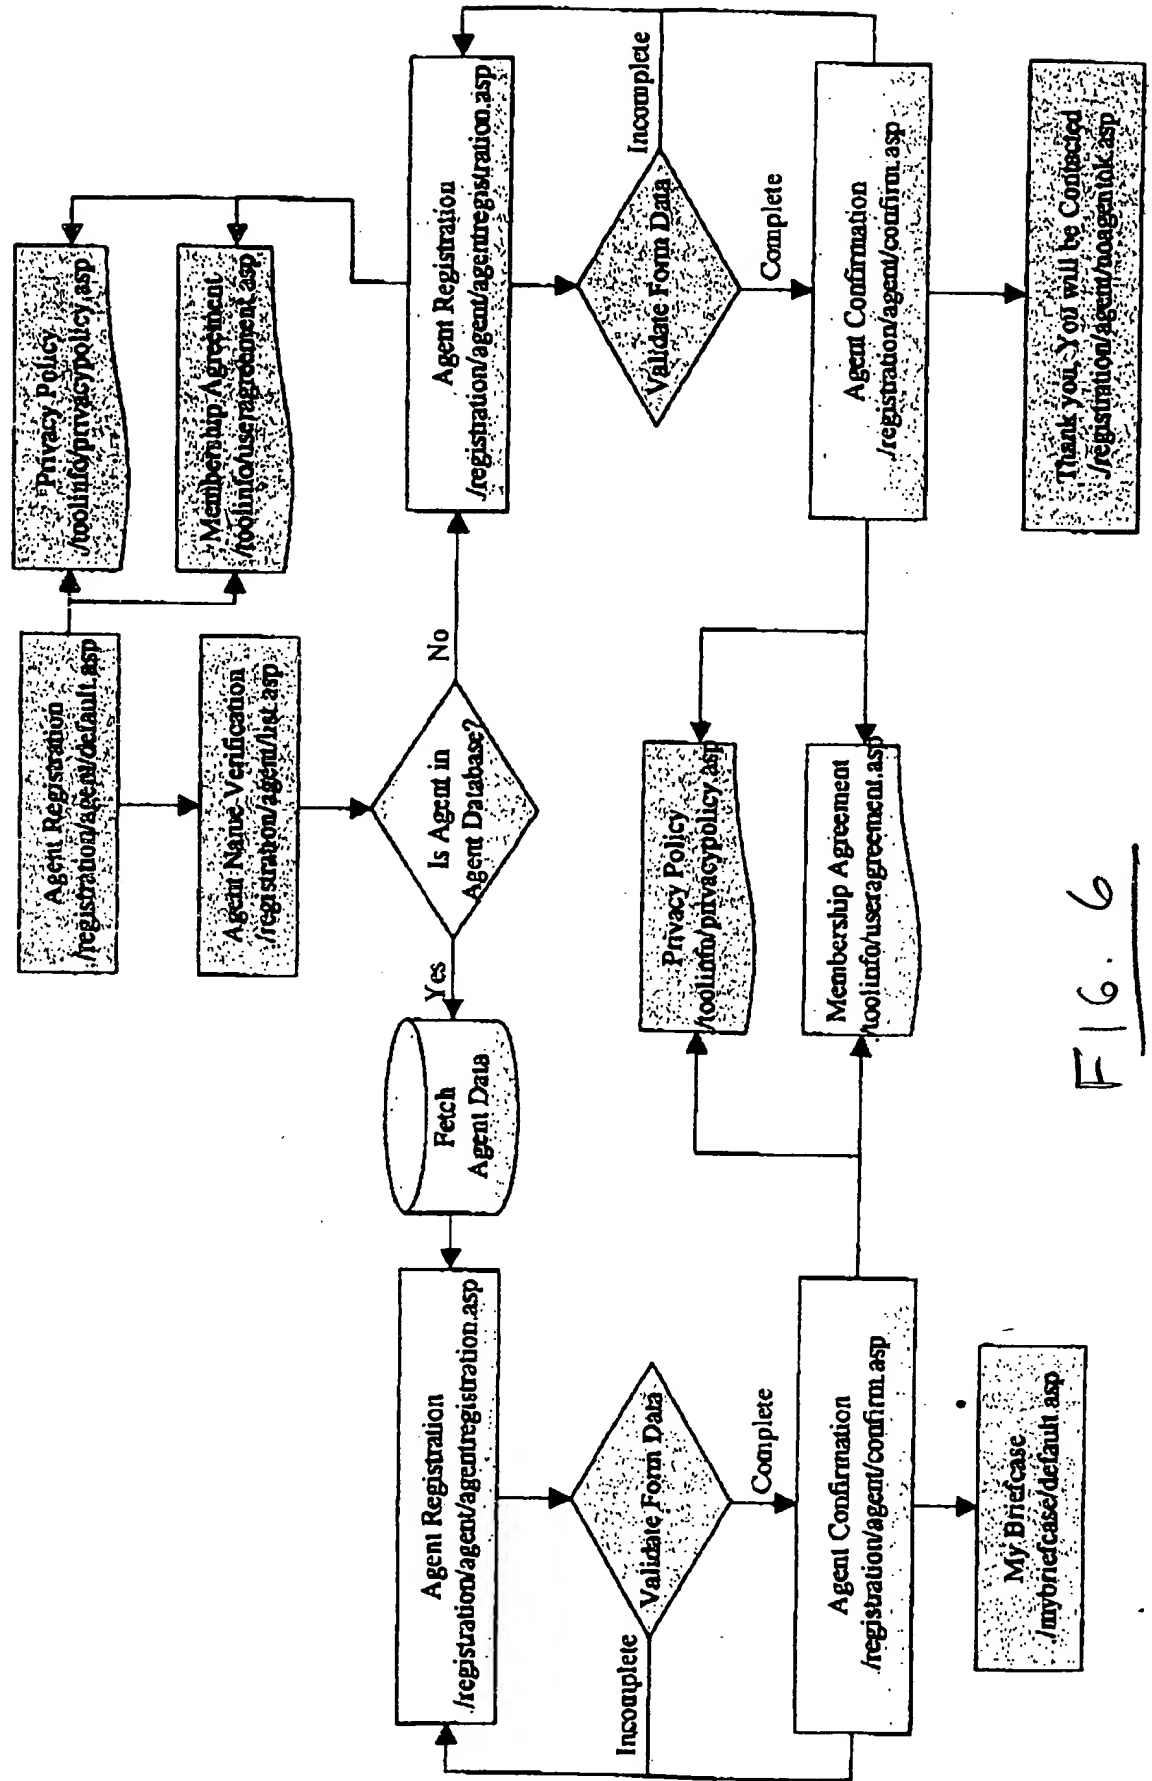 Agent Registration
/registration/agent/default.asp
Privacy Policy
/toolinfo/privacypolicy.asp
Agent Name Verification
/registration/agent/list.asp
Membership Agreement
/toolinfo/useragreement.asp
Is Agent in
Agent Database?
Yes
No
Fetch
Agent Data
Agent Registration
./registration/agent/agentregistration.asp
Agent Registration
./registration/agent/agentregistration.asp
Validate Form Data
Incomplete
Complete
Validate Form Data
Incomplete
Complete
Privacy Policy
/toolinfo/privacypolicy.asp
Membership Agreement
/toolinfo/useragreement.asp
Agent Confirmation
./registration/agent/confirm.asp
Agent Confirmation
./registration/agent/confirm.asp
My Briefcase
./mybriefcase/default.asp
Thank you, You will be Contacted
./registration/agent/noagentok.asp
FIG. 6